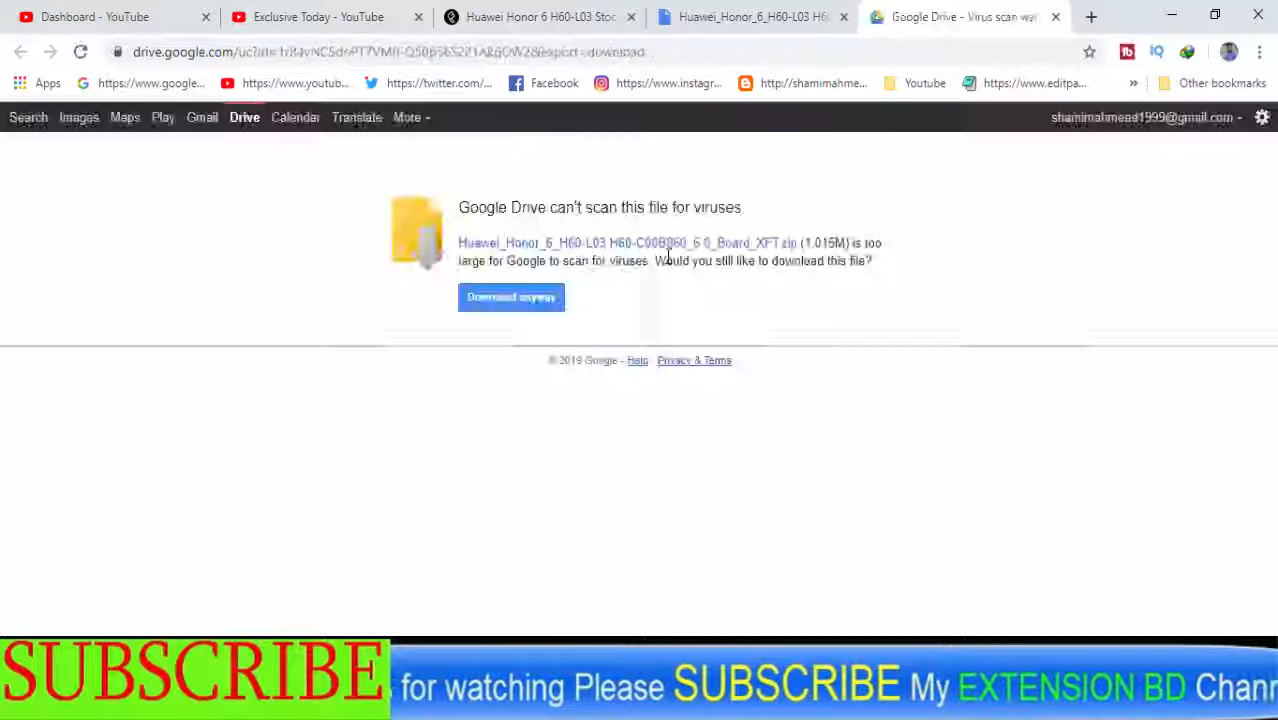 Dashboard - YouTube
Exclusive Today - YouTube
Huawei Honor 6 H60-L03 Stoc
Huawei_Honor_6_H60-L03 H6
Google Drive - Virus scan wa
drive.google.com/uc?id=
https://www.google...
Apps
https://www.youtub...
https://twitter.com/...
Facebook
https://www.instagr...
http://shamimahme...
Youtube
https://www.editpa...
»
Other bookmarks
Search Images Maps Play Gmail Drive Calendar Translate More
shamimahmead1999@gmail.com
Google Drive can't scan this file for viruses
Huawei_Honor_6_H60-L03 H60-C00B860_6.0_Board_XFT.zip (1,015M) is too
large for Google to scan for viruses. Would you still like to download this file?
Download anyway
© 2019 Google - Help Privacy & Terms
SUBSCRIBE
s for watching Please SUBSCRIBE My EXTENSION BD Chann